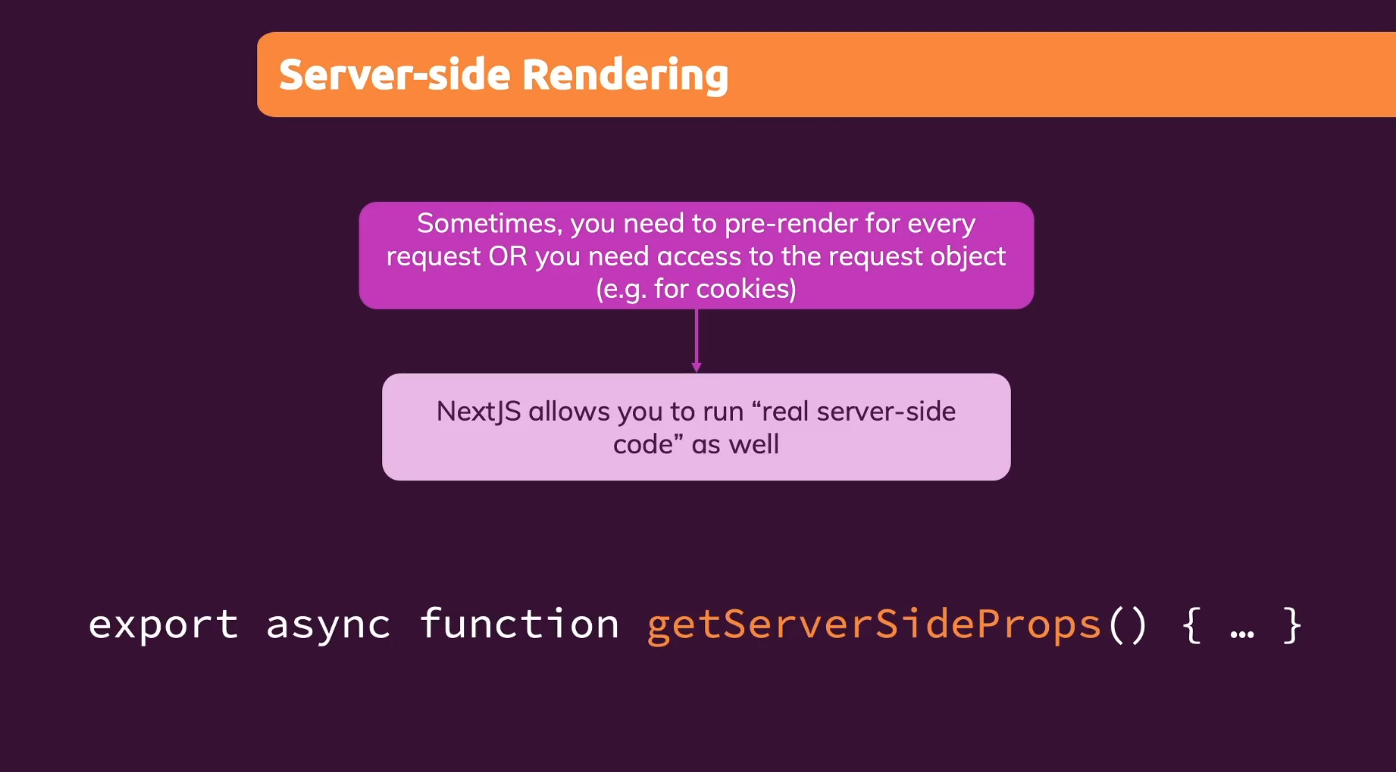 Server-side Rendering
Sometimes, you need to pre-render for every
request OR you need access to the request object
(e.g. for cookies)
NextJS allows you to run “real server-side
code” as well
export async function getServerSideProps() { … }